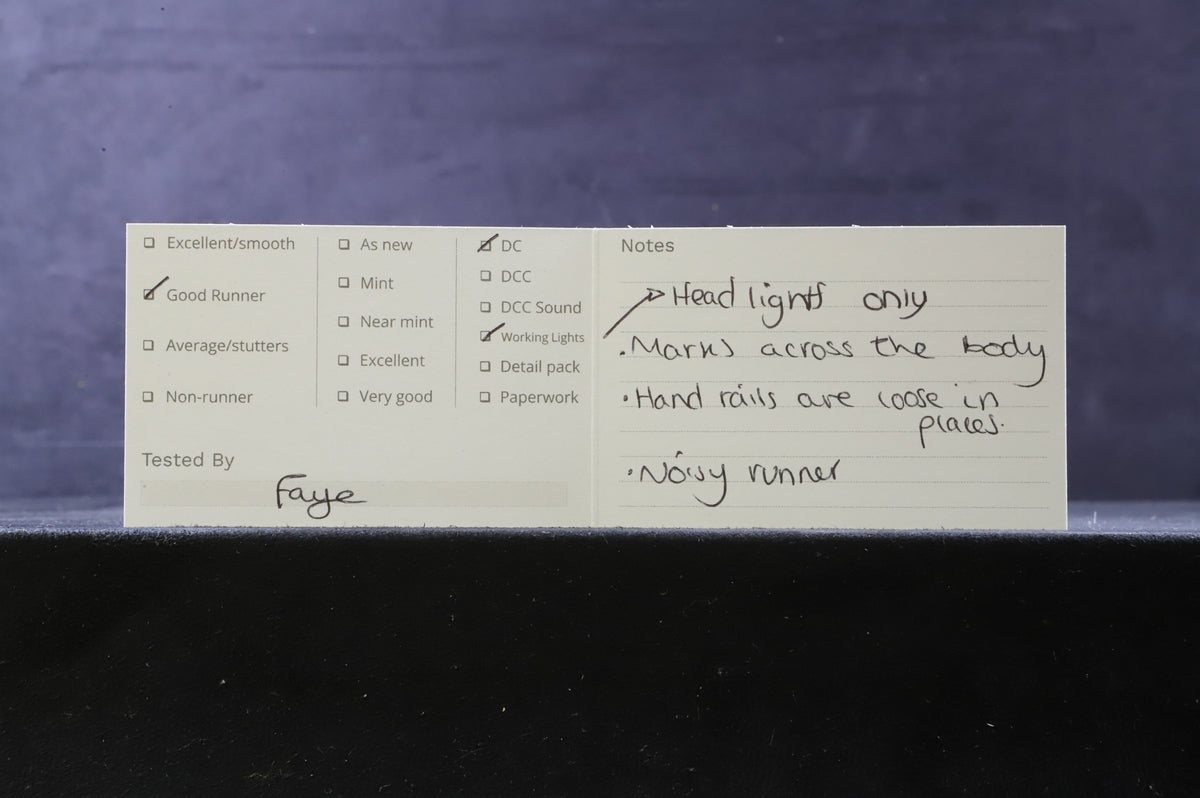 Excellent/smooth
Good Runner
Average/stutters
Non-runner
As new
Mint
Near mint
Excellent
Very good
DC
DCC
DCC Sound
Working Lights
Detail pack
Paperwork
Tested By
Faye
Notes
Head lights only
• Marks across the body
• Hand rails are loose in
places.
• Noisy runner